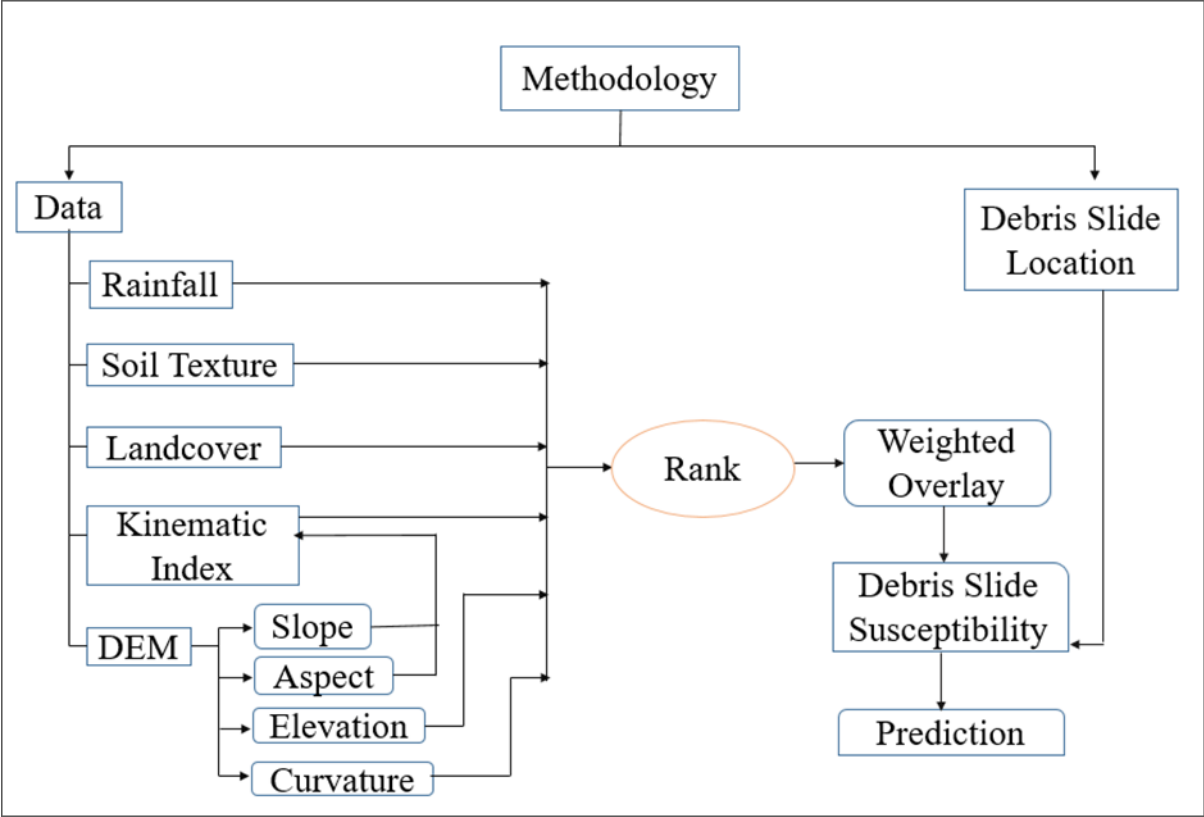 Methodology
Data
Debris Slide
Location
Rainfall
Soil Texture
Landcover
Kinematic
Index
DEM
Slope
Aspect
Elevation
Curvature
Rank
Weighted
Overlay
Debris Slide
Susceptibility
Prediction